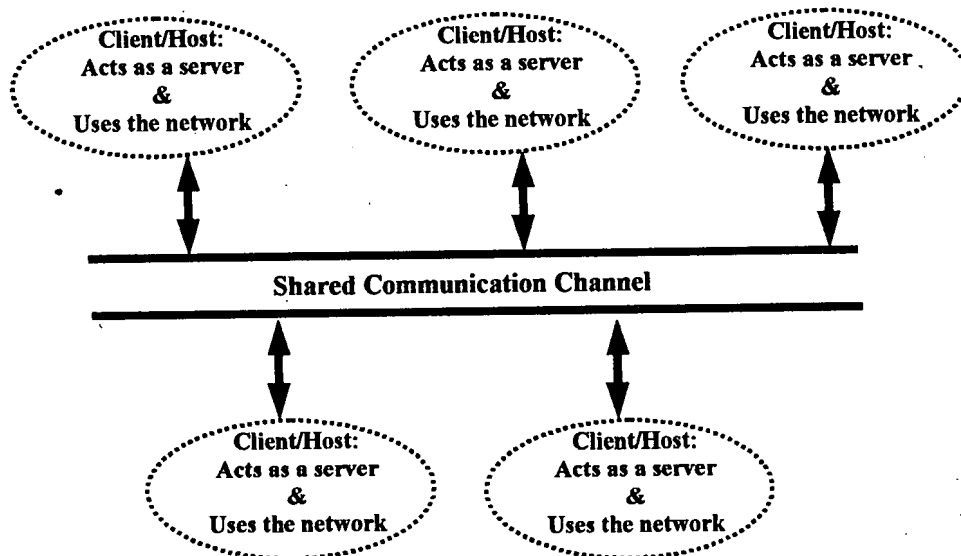 Client/Host:
Acts as a server
&
Uses the network
Client/Host:
Acts as a server
&
Uses the network
Client/Host:
Acts as a server
&
Uses the network
Shared Communication Channel
Client/Host:
Acts as a server
&
Uses the network
Client/Host:
Acts as a server
&
Uses the network